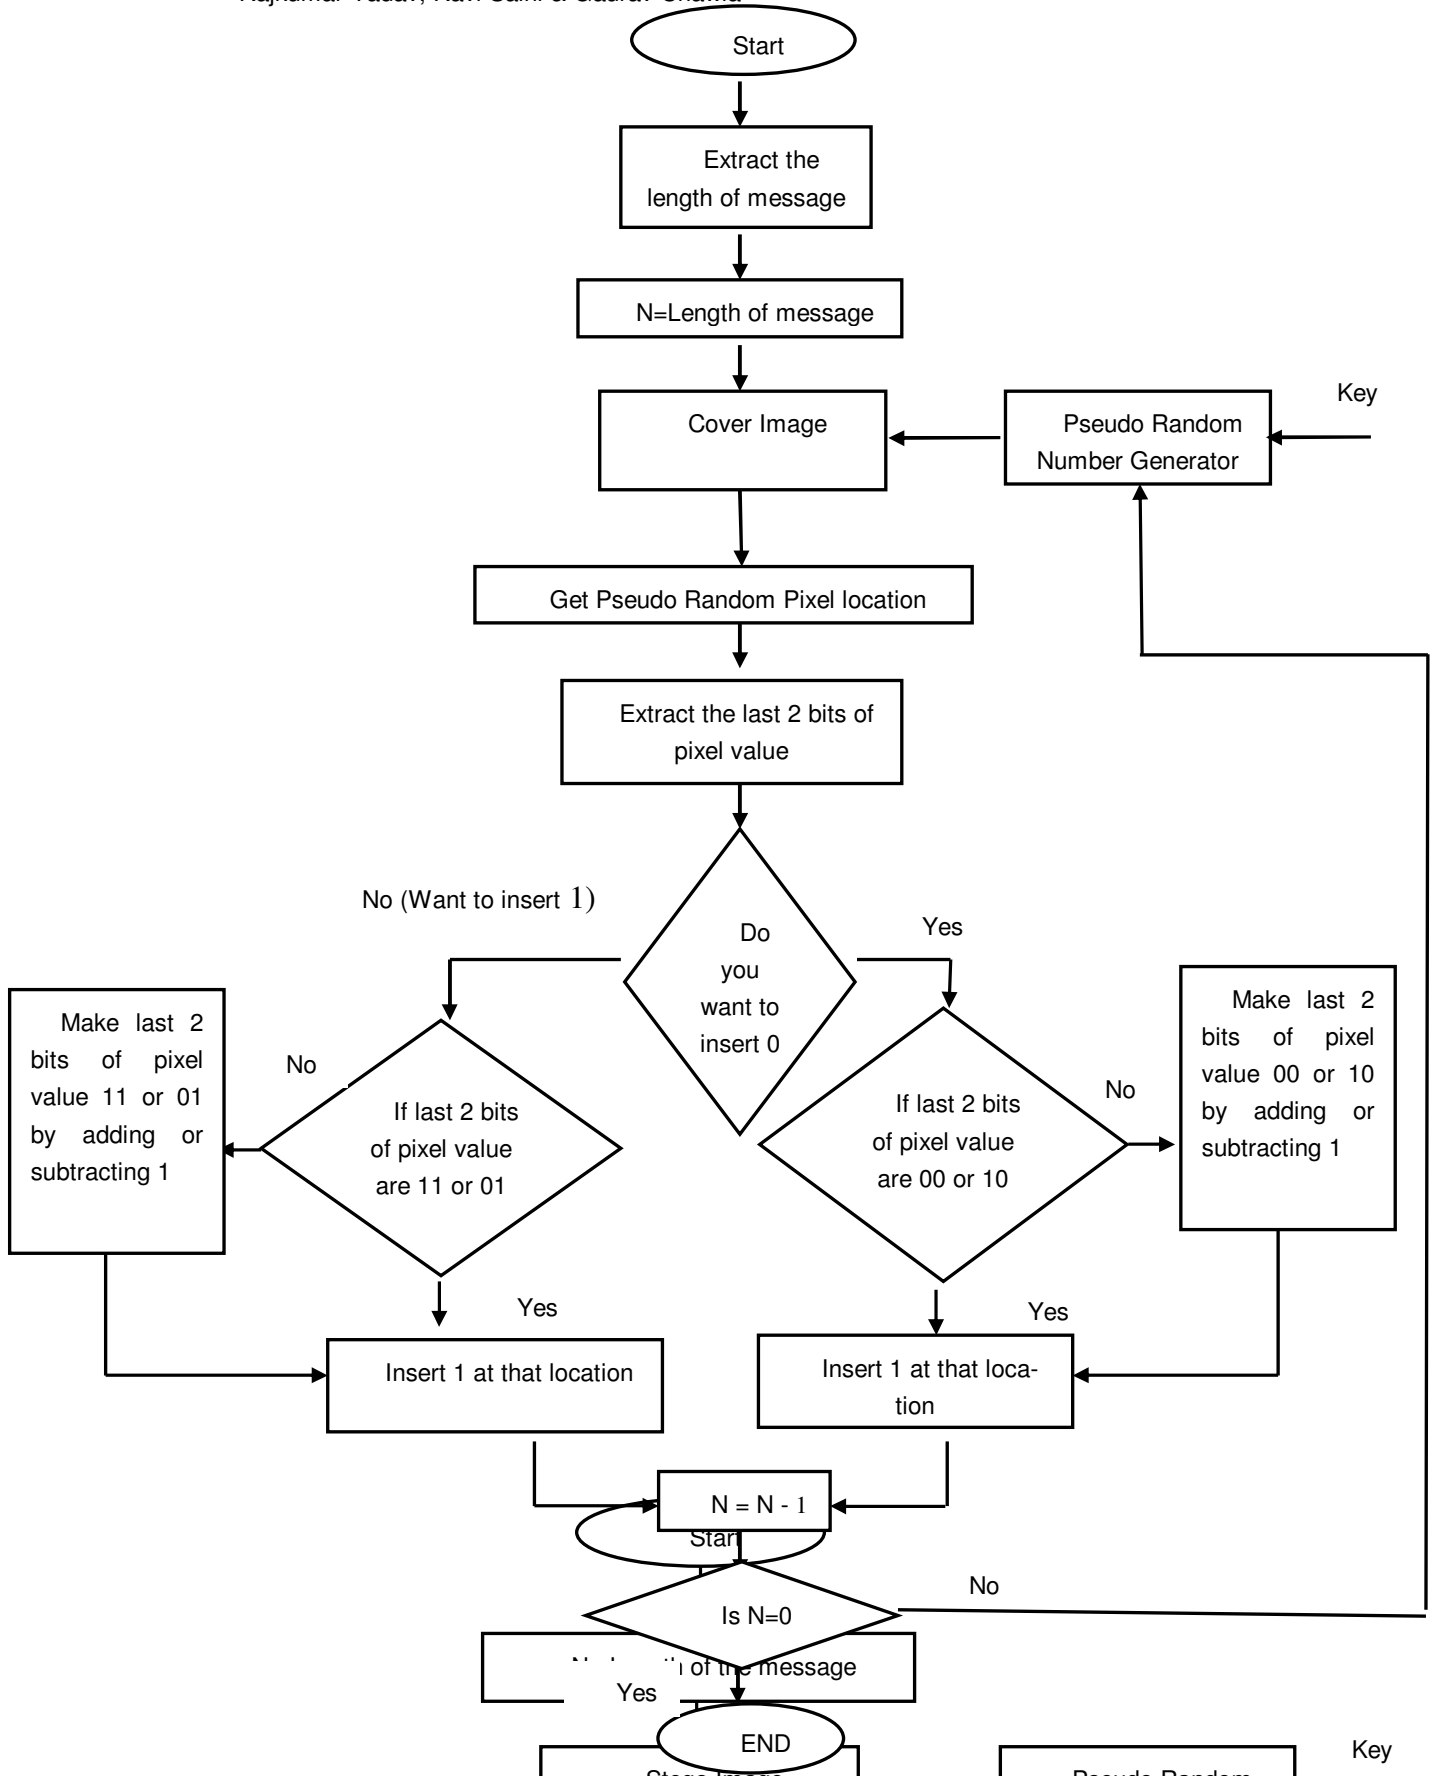 Start
Extract the
length of message
N=Length of message
Key
Cover Image
Pseudo Random
Number Generator
Get Pseudo Random Pixel location
Extract the last 2 bits of
pixel value
No (Want to insert 1)
Yes
Do
you
want to
insert 0
Make last 2
bits of pixel
value 11 or 01
by adding or
subtracting 1
No
If last 2 bits
of pixel value
are 11 or 01
If last 2 bits
of pixel value
are 00 or 10
No
Make last 2
bits of pixel
value 00 or 10
by adding or
subtracting 1
Yes
Yes
Insert 1 at that location
Insert 1 at that loca-
tion
N = N - 1
Start
No
Is N=0
of the message
Yes
END
Key